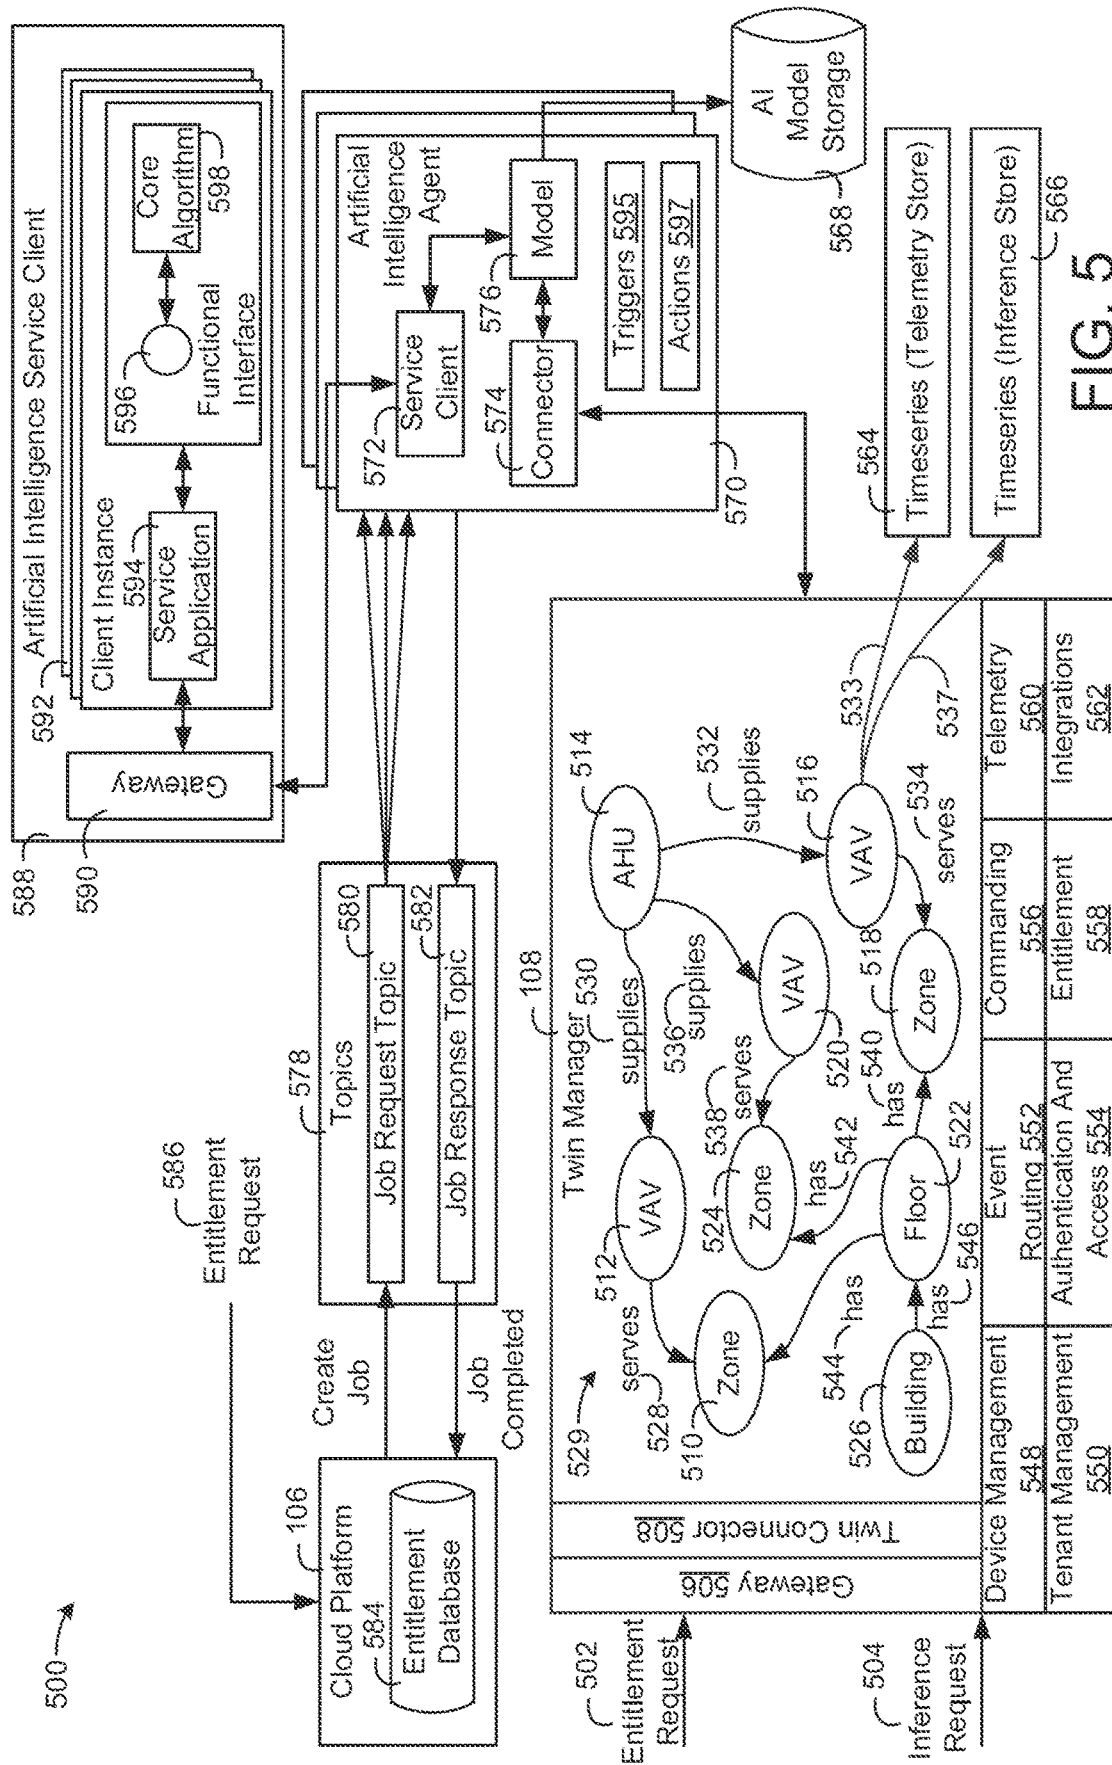 500
586
Entitlement
Request
Cloud Platform
106
584
Entitlement
Database
Create
Job
Job
Completed
578
Topics
Job Request Topic
580
Job Response Topic
582
588
Artificial Intelligence Service Client
590
Gateway
592
Client Instance
594
Service
Application
596
Functional
Interface
Core
Algorithm
598
Artificial
Intelligence
Agent
572
Service
Client
574
Connector
576
Model
Triggers 595
Actions 597
570
AI
Model
Storage
568
502
Entitlement
Request
504
Inference
Request
Gateway 506
Twin Connector 508
Twin Manager
108
529
AHU
514
supplies
530
supplies
532
536
supplies
VAV
512
VAV
520
VAV
516
serves
528
538
serves
534
serves
Zone
510
Zone
524
Zone
518
544
has
has
542
540
has
Floor
522
has
546
Building
526
533
537
Device Management
548
Event
Routing 552
Commanding
556
Telemetry
560
Tenant Management
550
Authentication And
Access 554
Entitlement
558
Integrations
562
564
Timeseries (Telemetry Store)
Timeseries (Inference Store)
566
FIG. 5